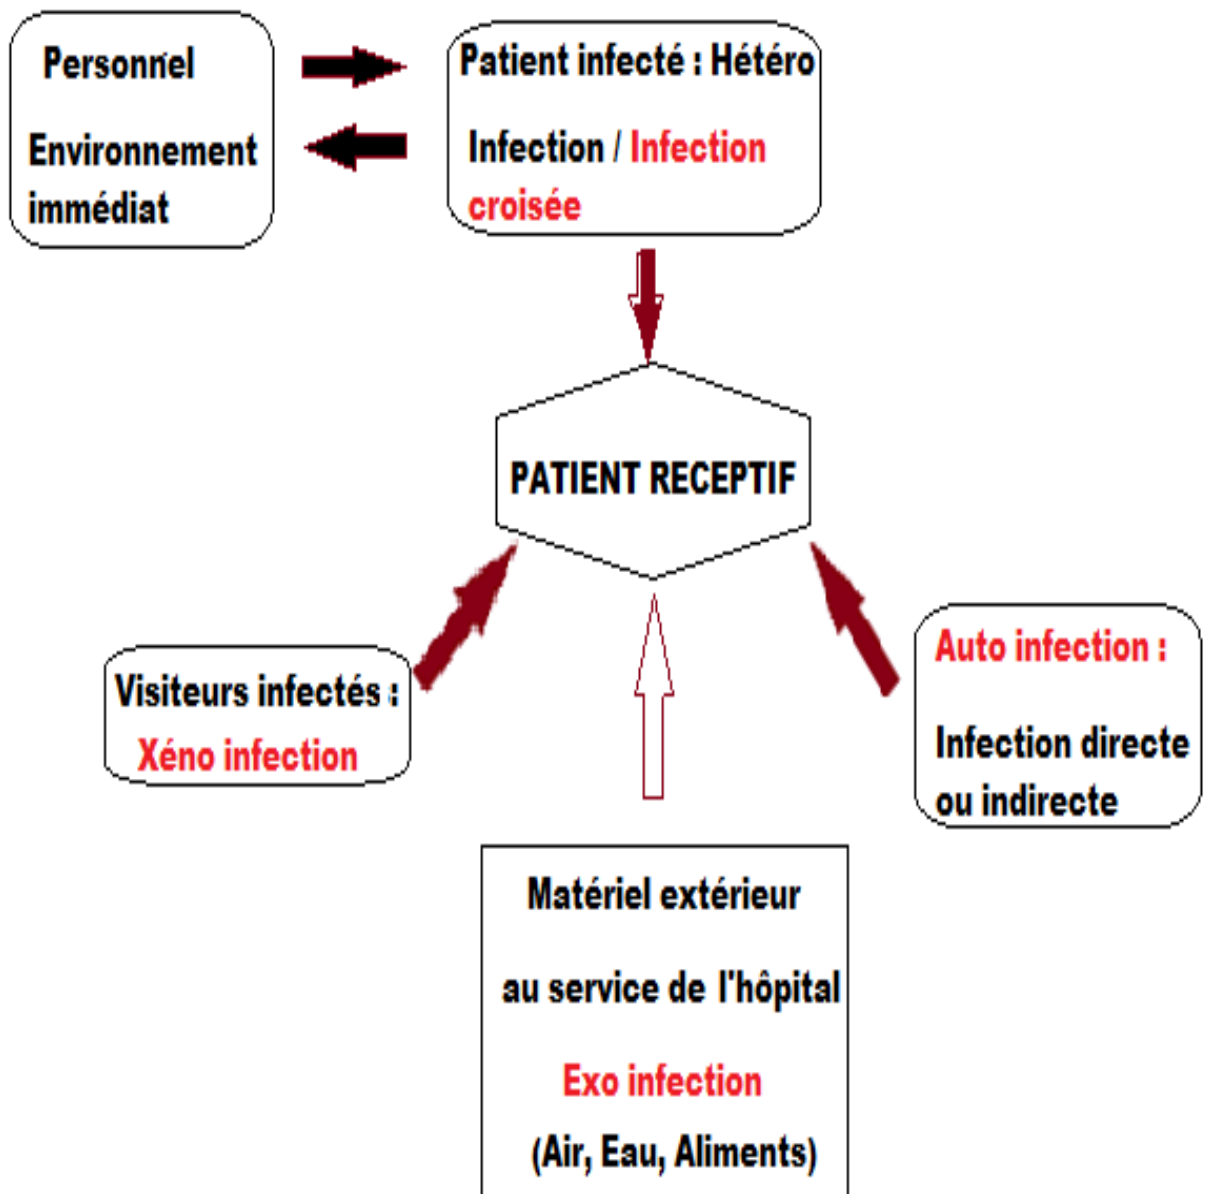 Personnel
Environnement
immédiat
Patient infecté : Hétéro
Infection / Infection
croisée
PATIENT RECEPTIF
Visiteurs infectés :
Xéno infection
Auto infection :
Infection directe
ou indirecte
Matériel extérieur
au service de l'hôpital
Exo infection
(Air, Eau, Aliments)